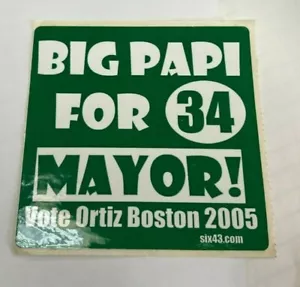 BIG PAPI
FOR 34
MAYOR!
Vote Ortiz Boston 2005
six43.com